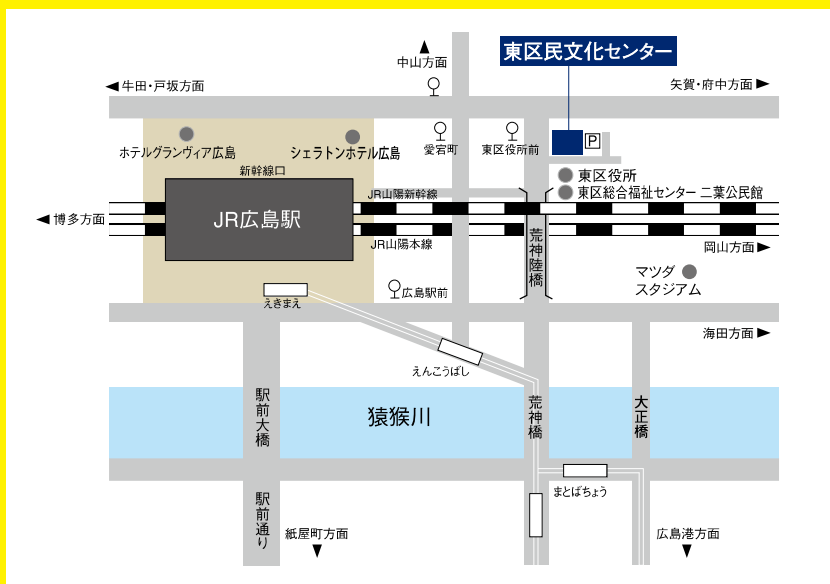 東区民文化センター
中山方面
牛田・戸坂方面
矢賀・府中方面
ホテルグランヴィア広島
シェラトンホテル広島
愛宕町
東区役所前
P
新幹線口
東区役所
東区総合福祉センター 二葉公民館
JR山陽新幹線
博多方面
JR広島駅
JR山陽本線
荒神陸橋
岡山方面
マツダ
スタジアム
広島駅前
えきまえ
海田方面
えんこうばし
駅前大橋
猿猴川
荒神橋
大正橋
まとばちょう
駅前通り
紙屋町方面
広島港方面